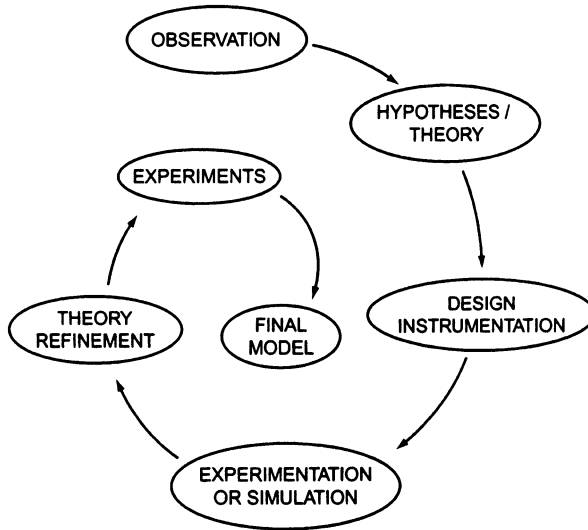 OBSERVATION
HYPOTHESES /
THEORY
DESIGN
INSTRUMENTATION
EXPERIMENTATION
OR SIMULATION
THEORY
REFINEMENT
EXPERIMENTS
FINAL
MODEL